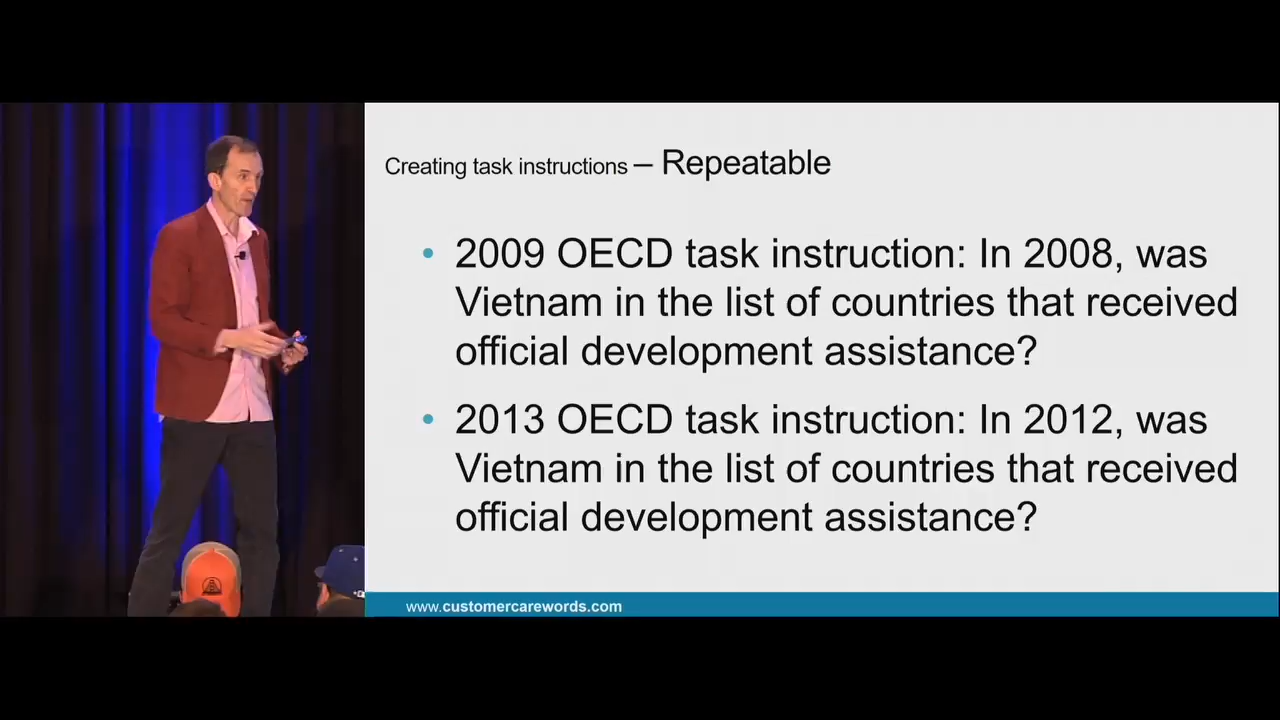 Creating task instructions – Repeatable
• 2009 OECD task instruction: In 2008, was
Vietnam in the list of countries that received
official development assistance?
• 2013 OECD task instruction: In 2012, was
Vietnam in the list of countries that received
official development assistance?
www.customercarewords.com